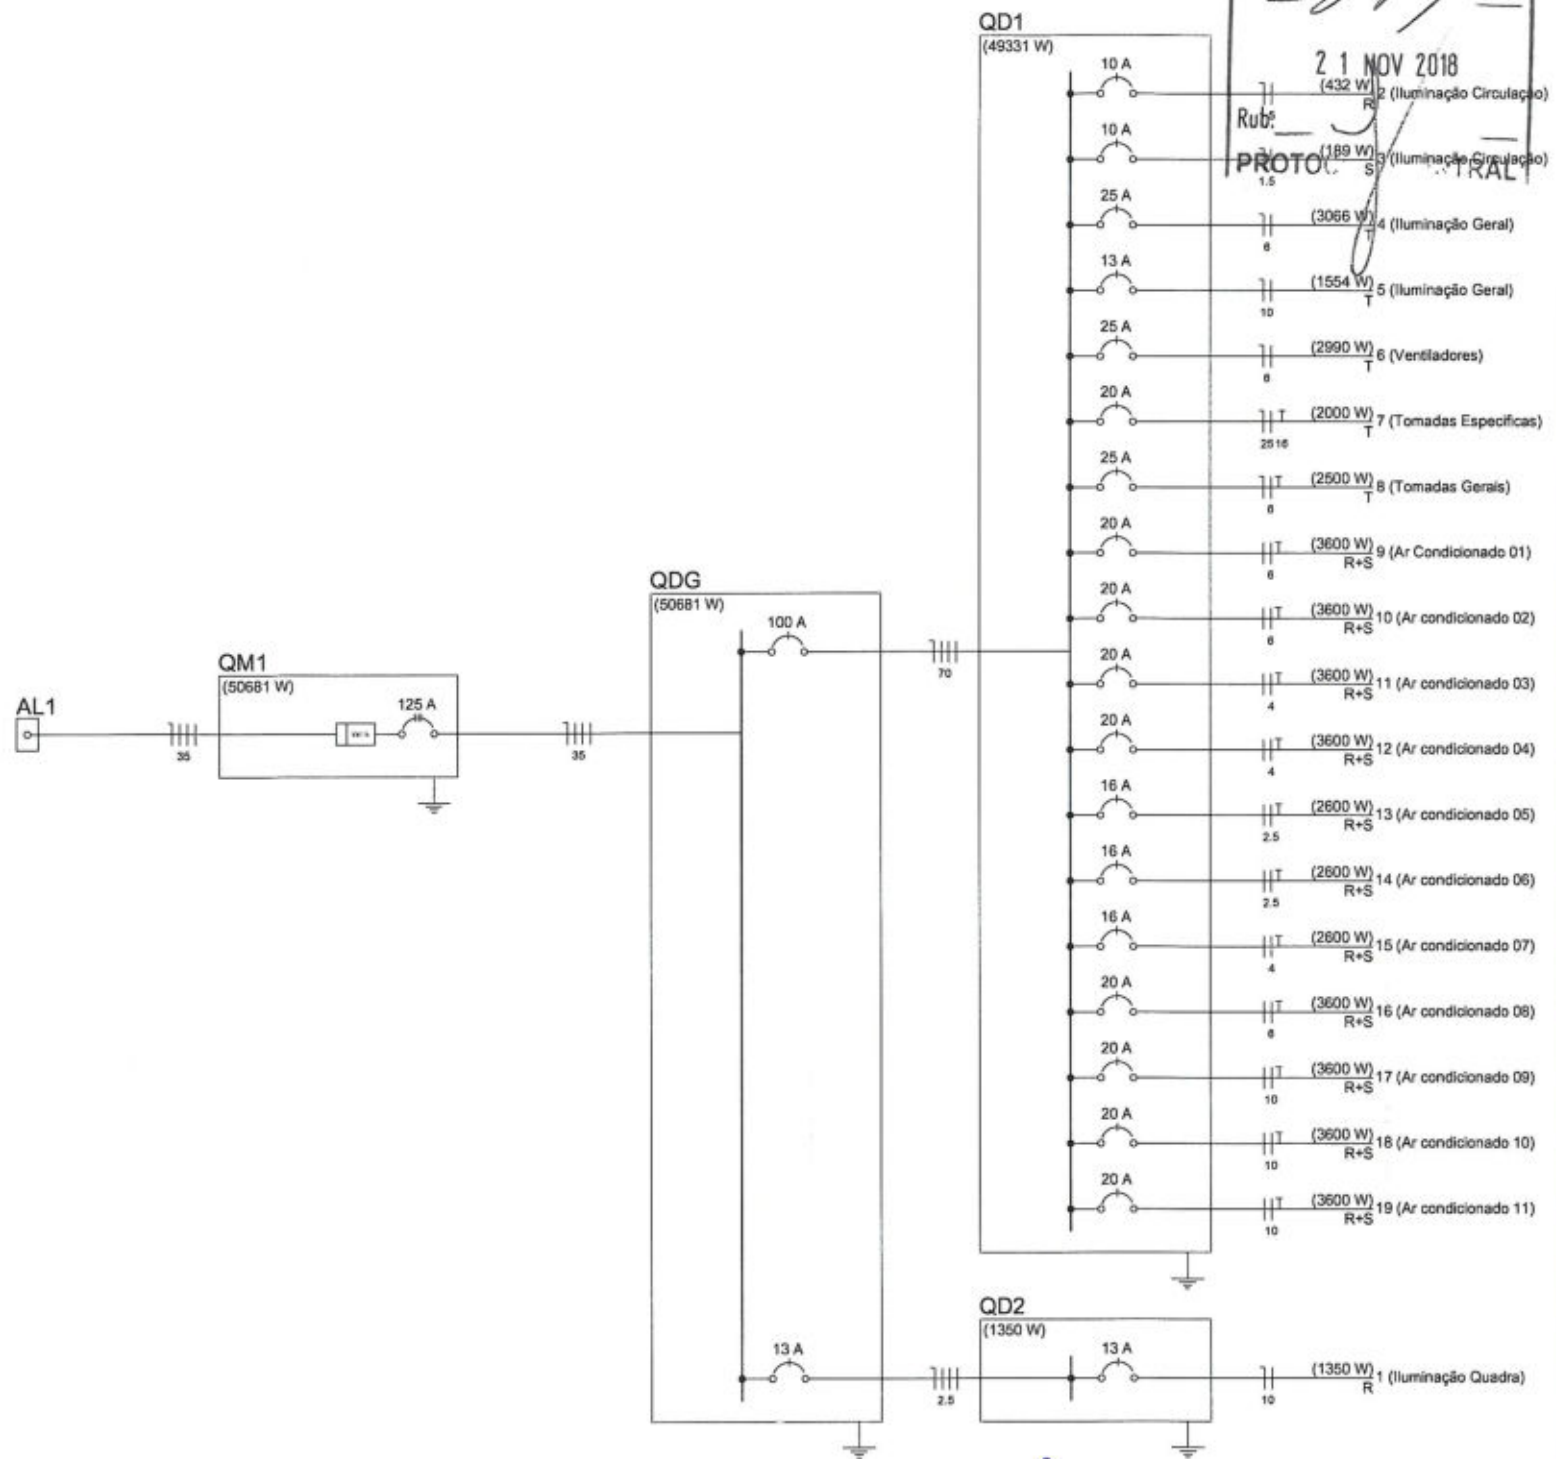 QD1
(49331 W)
21 NOV 2018
10 A
(432 W) 2 (Iluminação Circulação)
R
Rub:
10 A
(189 W) 3 (Iluminação Circulação)
1.5
S
25 A
(3066 W) 4 (Iluminação Geral)
6
T
13 A
(1554 W) 5 (Iluminação Geral)
10
T
25 A
(2990 W) 6 (Ventiladores)
6
T
20 A
T
(2000 W) 7 (Tomadas Especificas)
2516
T
25 A
T
(2500 W) 8 (Tomadas Gerais)
6
T
20 A
T
(3600 W) 9 (Ar Condicionado 01)
6
R+S
20 A
T
(3600 W) 10 (Ar condicionado 02)
6
R+S
20 A
T
(3600 W) 11 (Ar condicionado 03)
4
R+S
20 A
T
(3600 W) 12 (Ar condicionado 04)
4
R+S
16 A
T
(2600 W) 13 (Ar condicionado 05)
2.5
R+S
16 A
T
(2600 W) 14 (Ar condicionado 06)
2.5
R+S
16 A
T
(2600 W) 15 (Ar condicionado 07)
4
R+S
20 A
T
(3600 W) 16 (Ar condicionado 08)
6
R+S
20 A
T
(3600 W) 17 (Ar condicionado 09)
10
R+S
20 A
T
(3600 W) 18 (Ar condicionado 10)
10
R+S
20 A
T
(3600 W) 19 (Ar condicionado 11)
10
R+S
QDG
(50681 W)
100 A
70
QM1
(50681 W)
125 A
AL1
35
35
13 A
2.5
QD2
(1350 W)
13 A
(1350 W) 1 (Iluminação Quadra)
10
R